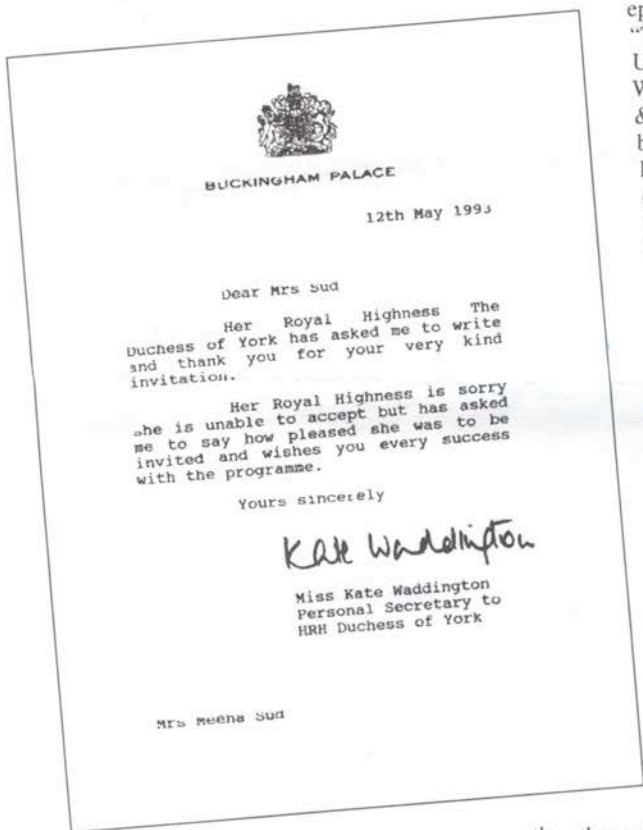 BUCKINGHAM PALACE
12th May 1993
Dear Mrs Sud
Her Royal Highness The
Duchess of York has asked me to write
and thank you for your very kind
invitation.
Her Royal Highness is sorry
she is unable to accept but has asked
me to say how pleased she was to be
invited and wishes you every success
with the programme.
Yours sincerely
Kate Waddington
Miss Kate Waddington
Personal Secretary to
HRH Duchess of York
Mrs Meena Sud